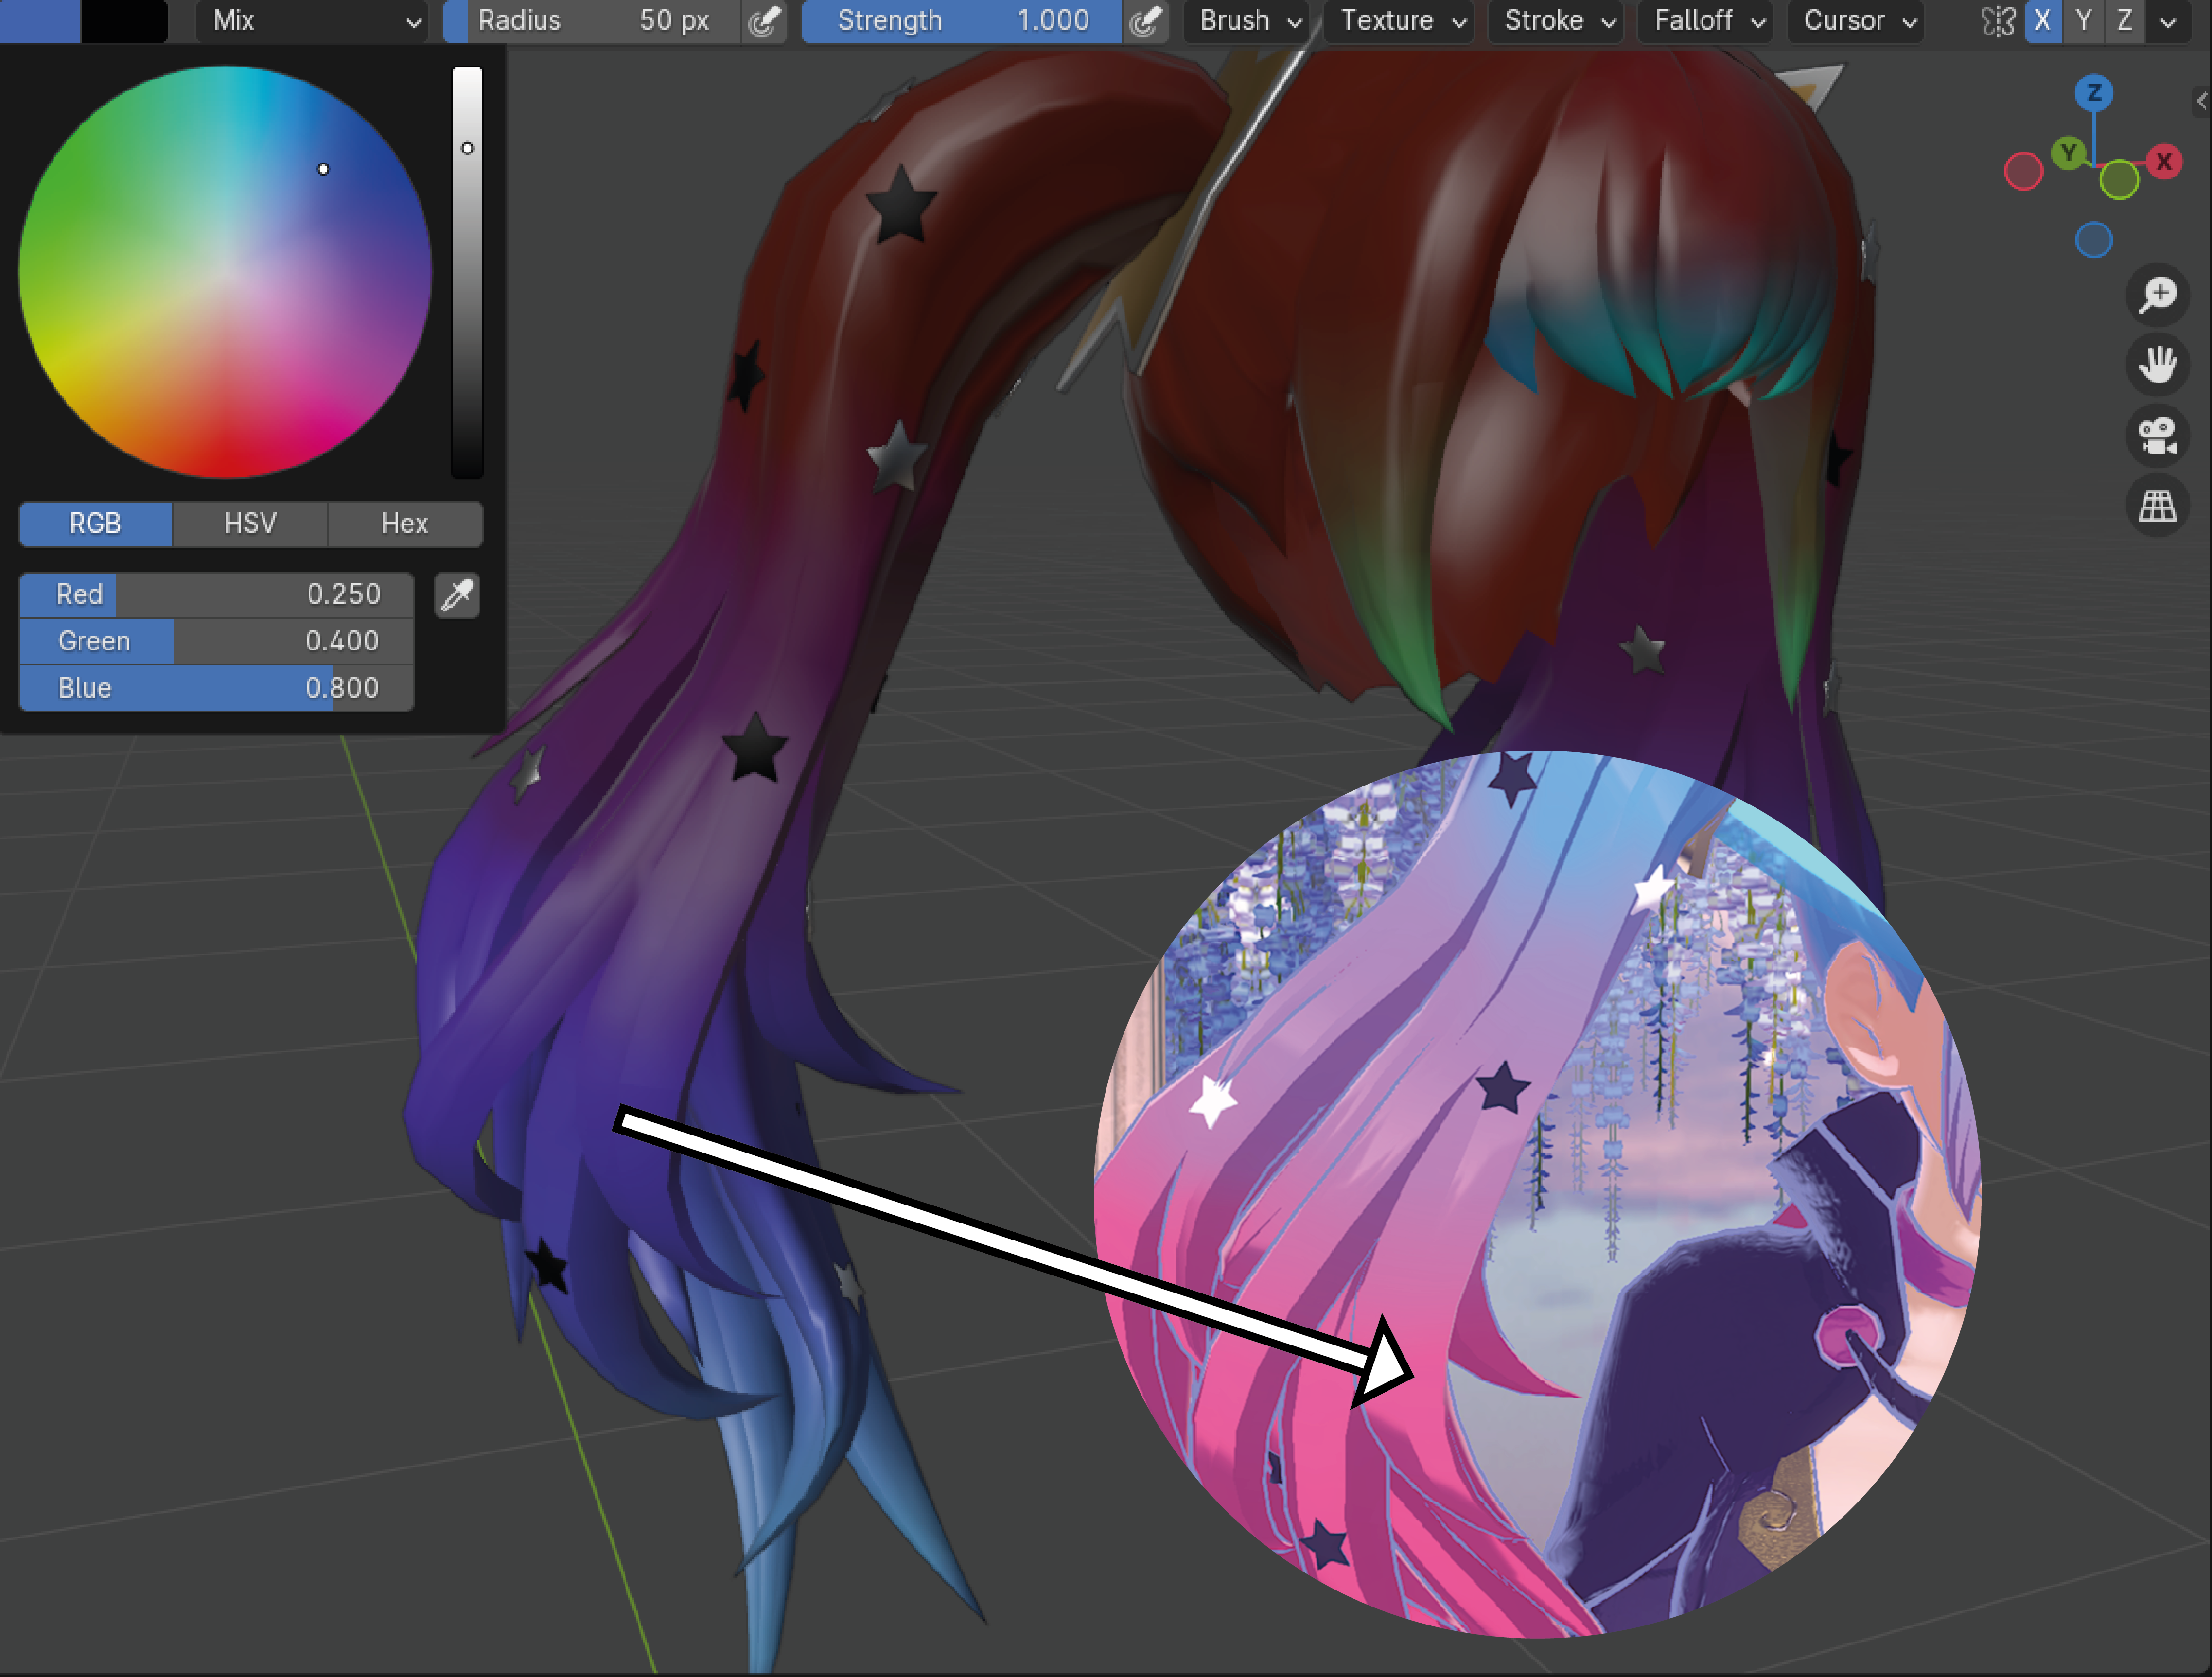 Mix Radius 50 px Strength 1.000 Brush Texture Stroke Falloff Cursor X Y Z
Z
Y X
RGB HSV Hex
Red 0.250
Green 0.400
Blue 0.800